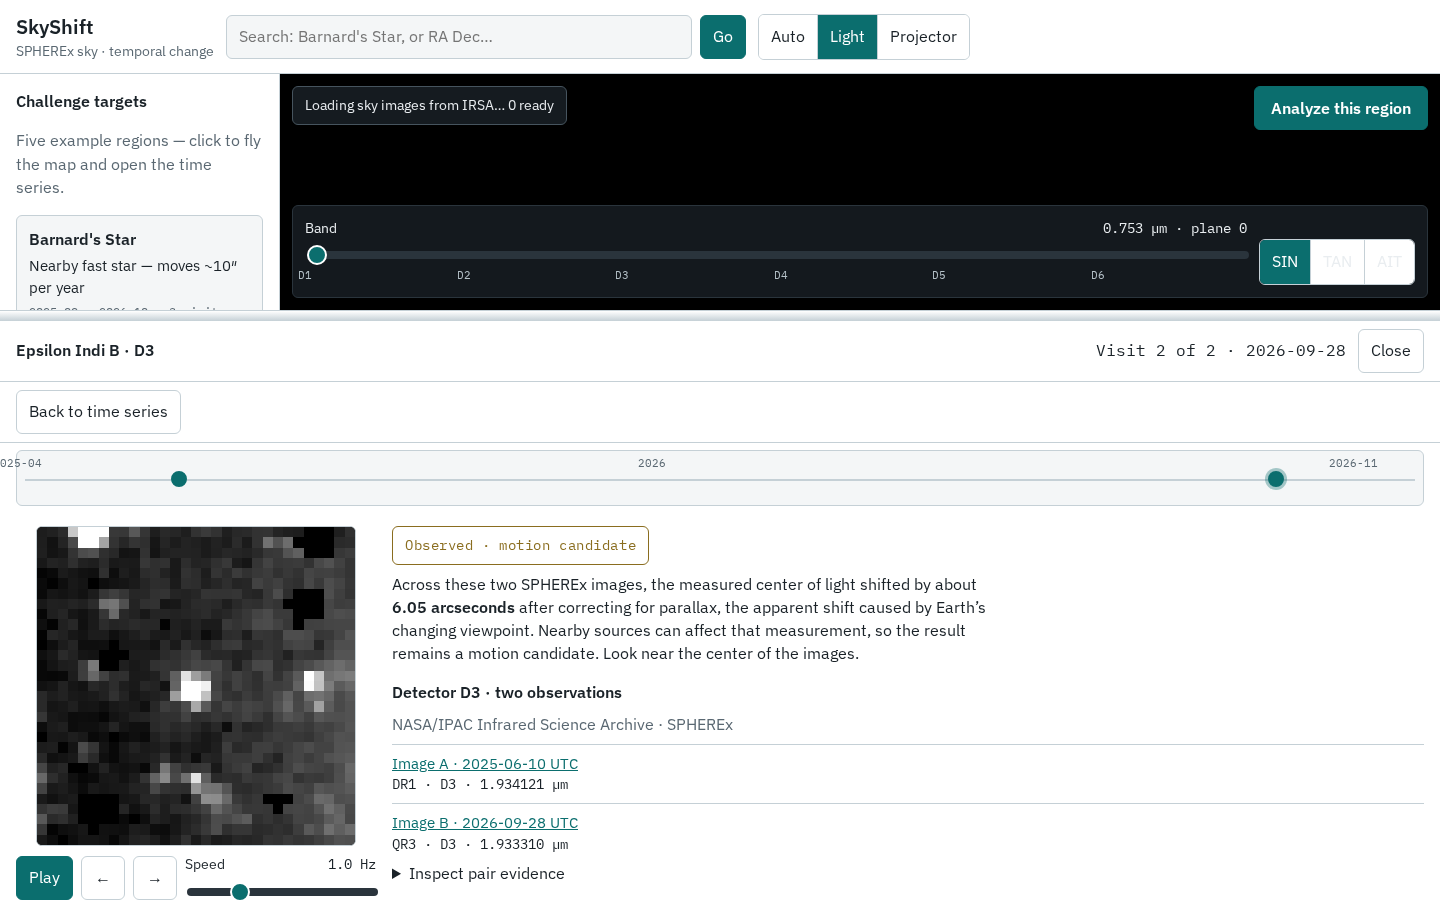 SkyShift
SPHEREx sky · temporal change
Search: Barnard's Star, or RA Dec...
Go
Auto
Light
Projector
Challenge targets
Five example regions — click to fly
the map and open the time
series.
Barnard's Star
Nearby fast star — moves ~10″
per year
Loading sky images from IRSA… 0 ready
Analyze this region
Band
0.753 µm · plane 0
D1
D2
D3
D4
D5
D6
SIN
TAN
AIT
Epsilon Indi B · D3
Visit 2 of 2 · 2026-09-28
Close
Back to time series
025-04
2026
2026-11
Observed · motion candidate
Across these two SPHEREx images, the measured center of light shifted by about
6.05 arcseconds after correcting for parallax, the apparent shift caused by Earth’s
changing viewpoint. Nearby sources can affect that measurement, so the result
remains a motion candidate. Look near the center of the images.
Detector D3 · two observations
NASA/IPAC Infrared Science Archive · SPHEREx
Image A · 2025-06-10 UTC
DR1 · D3 · 1.934121 µm
Image B · 2026-09-28 UTC
QR3 · D3 · 1.933310 µm
Inspect pair evidence
Play
←
→
Speed
1.0 Hz